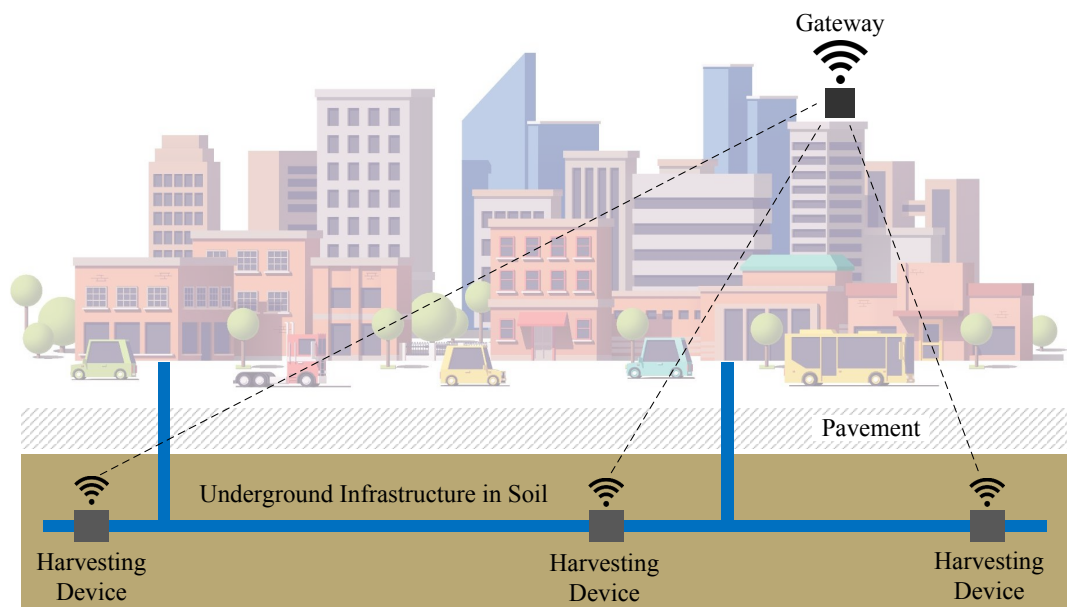 Gateway
Pavement
Underground Infrastructure in Soil
Harvesting
Device
Harvesting
Device
Harvesting
Device